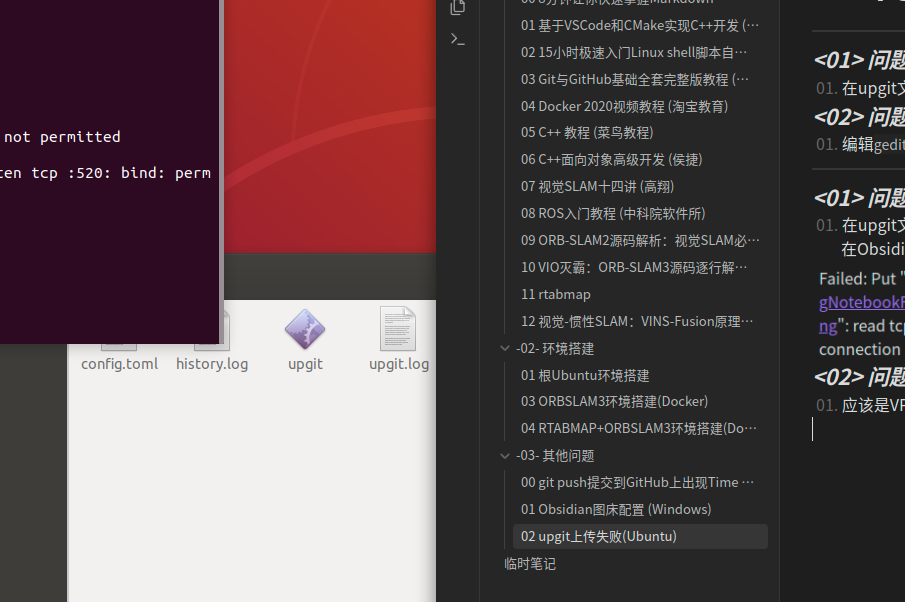 not permitted
ten tcp :520: bind: perm
config.toml
history.log
upgit
upgit.log
01 基于VSCode和CMake实现C++开发 (…
02 15小时极速入门Linux shell脚本自…
03 Git与GitHub基础全套完整版教程 (…
04 Docker 2020视频教程 (淘宝教育)
05 C++ 教程 (菜鸟教程)
06 C++面向对象高级开发 (侯捷)
07 视觉SLAM十四讲 (高翔)
08 ROS入门教程 (中科院软件所)
09 ORB-SLAM2源码解析：视觉SLAM必…
10 VIO灭霸：ORB-SLAM3源码逐行解…
11 rtabmap
12 视觉-惯性SLAM：VINS-Fusion原理…
-02- 环境搭建
01 根Ubuntu环境搭建
03 ORBSLAM3环境搭建(Docker)
04 RTABMAP+ORBSLAM3环境搭建(Do…
-03- 其他问题
00 git push提交到GitHub上出现Time …
01 Obsidian图床配置 (Windows)
02 upgit上传失败(Ubuntu)
临时笔记
<01> 问题
01. 在upgit文
<02> 问题
01. 编辑gedit
<01> 问题
01. 在upgit文
在Obsidi
Failed: Put "
gNotebookF
ng": read tcp
connection
<02> 问题
01. 应该是VP